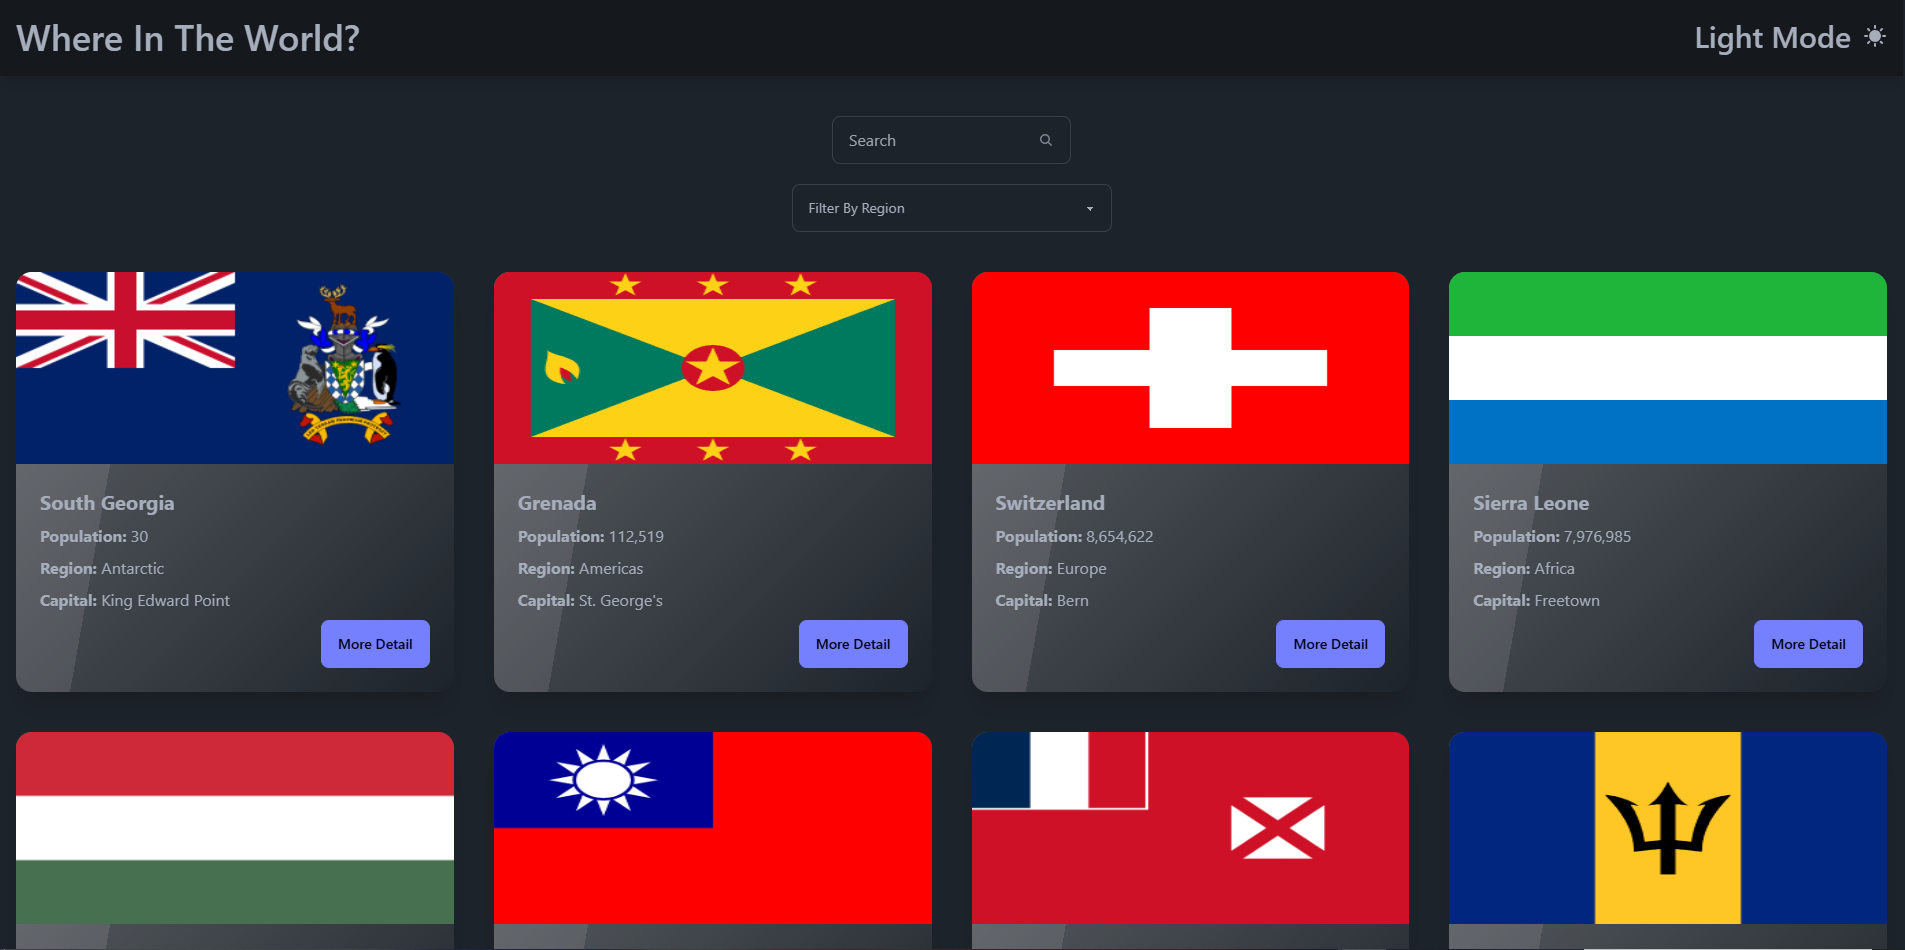 Where In The World?
Light Mode
Search
Filter By Region
South Georgia
Population: 30
Region: Antarctic
Capital: King Edward Point
More Detail
Grenada
Population: 112,519
Region: Americas
Capital: St. George's
More Detail
Switzerland
Population: 8,654,622
Region: Europe
Capital: Bern
More Detail
Sierra Leone
Population: 7,976,985
Region: Africa
Capital: Freetown
More Detail